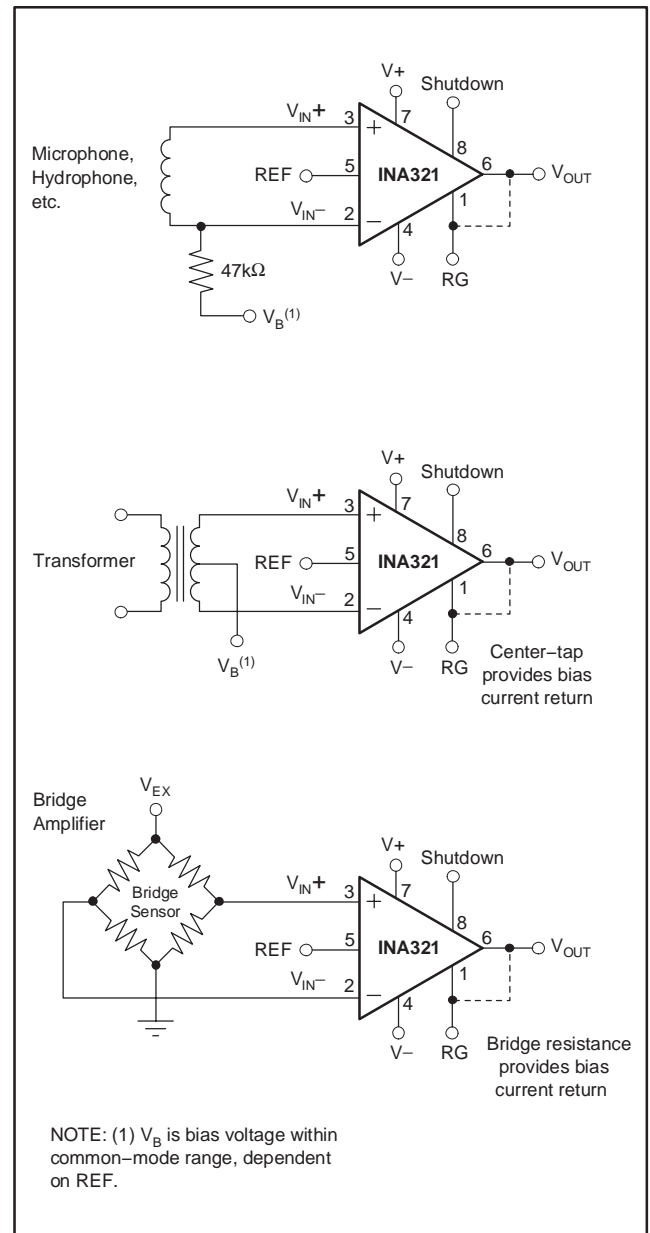 V+
Shutdown
VIN+
3
7
+
8
Microphone,
Hydrophone,
etc.
REF
5
INA321
6
VOUT
VIN−
2
−
1
4
47kΩ
V−
RG
VB(1)
V+
Shutdown
VIN+
3
7
+
8
Transformer
REF
5
INA321
6
VOUT
VIN−
2
−
1
4
VB(1)
V−
RG
Center−tap
provides bias
current return
VEX
Bridge
Amplifier
V+
Shutdown
Bridge
Sensor
VIN+
3
7
+
8
REF
5
INA321
6
VOUT
VIN−
2
−
1
4
V−
RG
Bridge resistance
provides bias
current return
NOTE: (1) VB is bias voltage within
common−mode range, dependent
on REF.